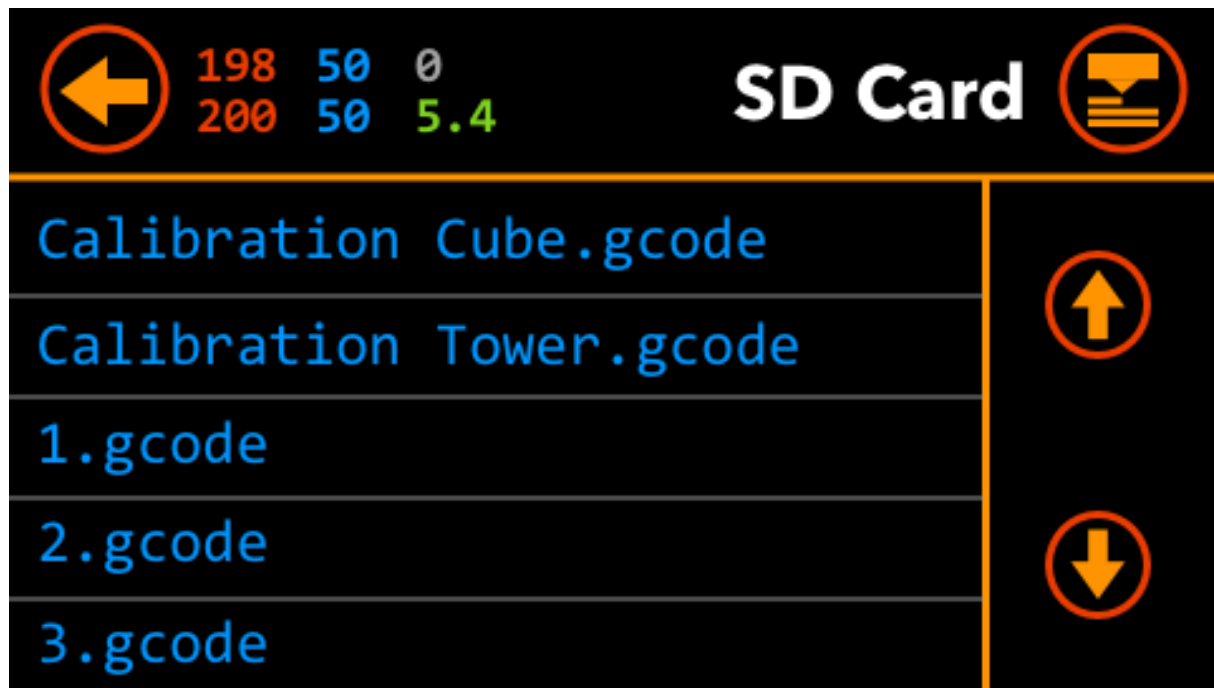 198 50 0
200 50 5.4
SD Card
Calibration Cube.gcode
Calibration Tower.gcode
1.gcode
2.gcode
3.gcode